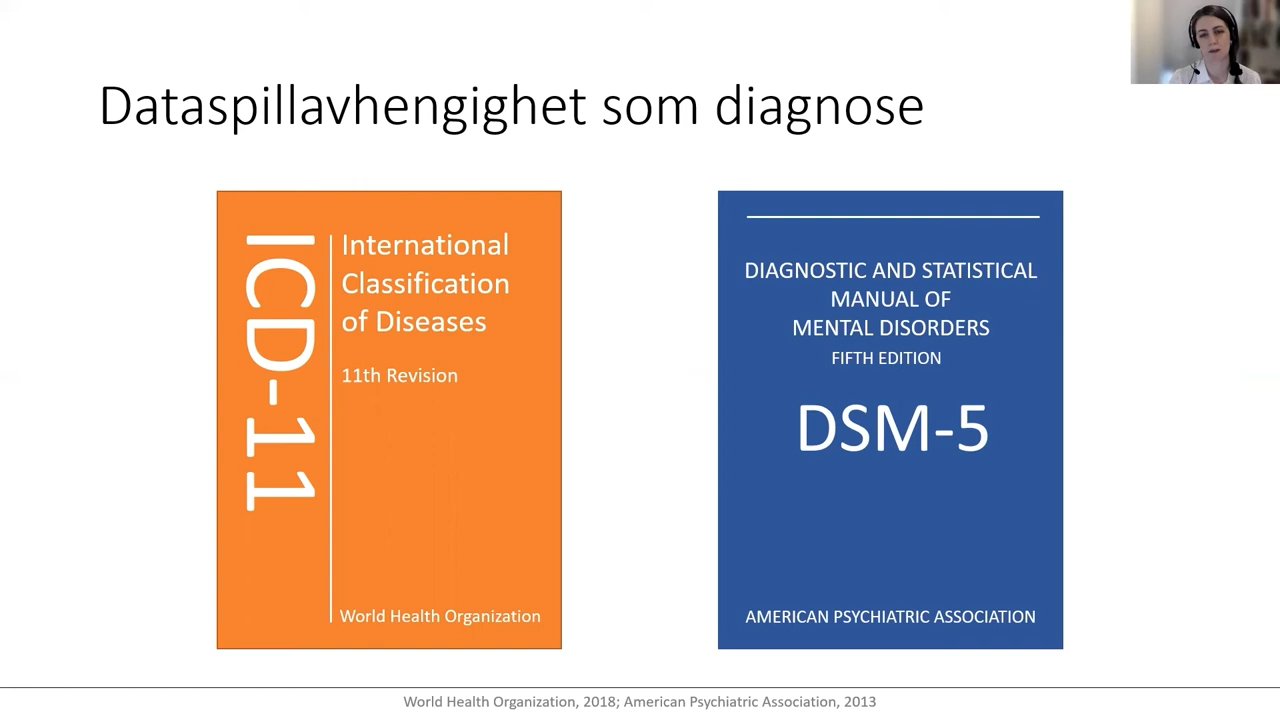 Dataspillavhengighet som diagnose
ICD-11
International
Classification
of Diseases
11th Revision
World Health Organization
DIAGNOSTIC AND STATISTICAL
MANUAL OF
MENTAL DISORDERS
FIFTH EDITION
DSM-5
AMERICAN PSYCHIATRIC ASSOCIATION
World Health Organization, 2018; American Psychiatric Association, 2013